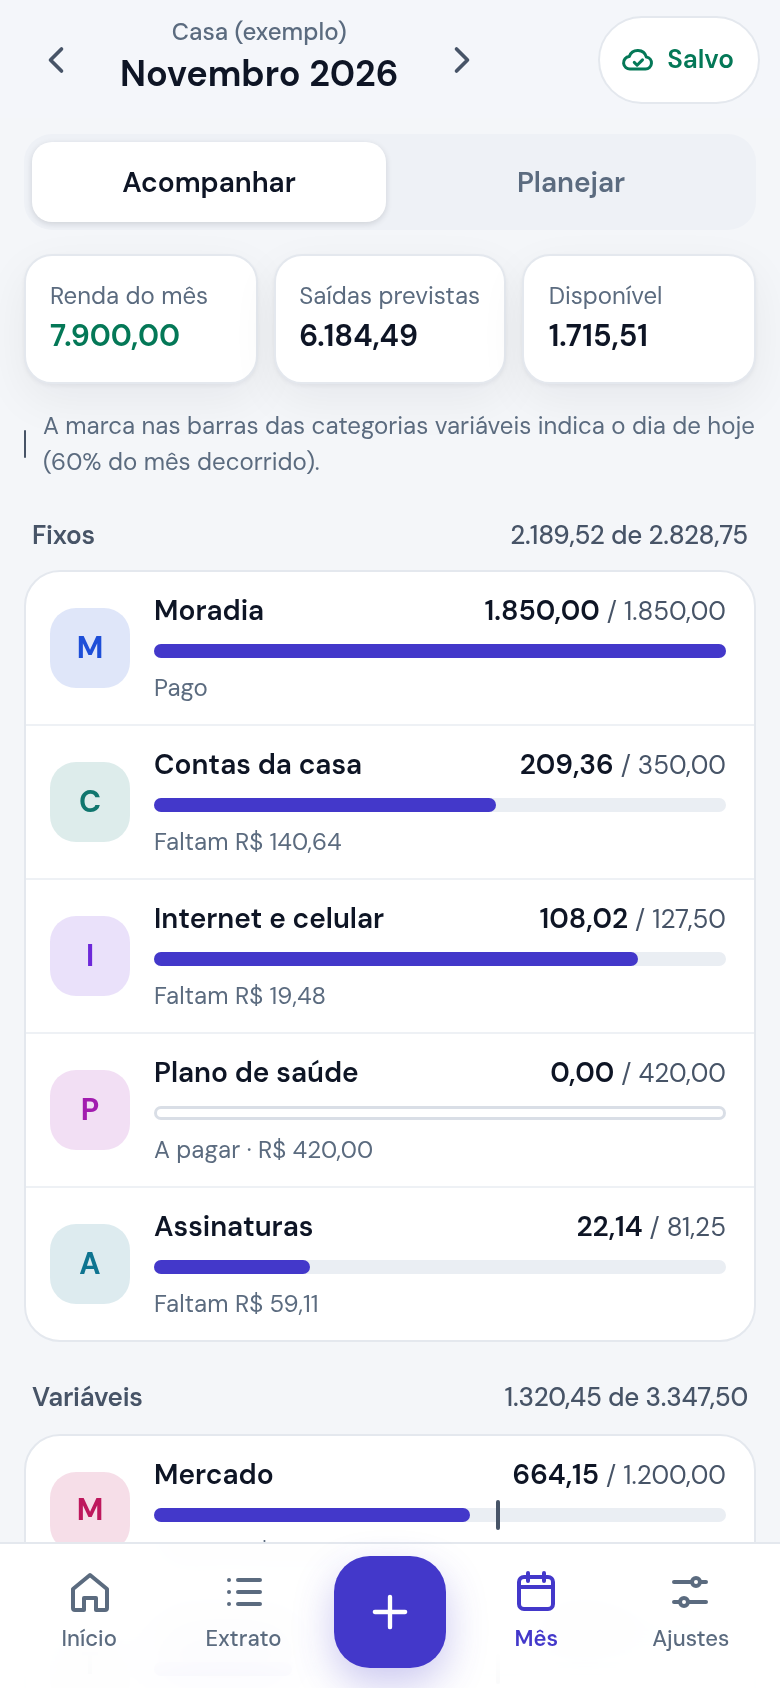 Casa (exemplo)
Novembro 2026
Salvo
Acompanhar
Planejar
Renda do mês
7.900,00
Saídas previstas
6.184,49
Disponível
1.715,51
A marca nas barras das categorias variáveis indica o dia de hoje
(60% do mês decorrido).
Fixos
2.189,52 de 2.828,75
M
Moradia
1.850,00 / 1.850,00
Pago
C
Contas da casa
209,36 / 350,00
Faltam R$ 140,64
I
Internet e celular
108,02 / 127,50
Faltam R$ 19,48
P
Plano de saúde
0,00 / 420,00
A pagar · R$ 420,00
A
Assinaturas
22,14 / 81,25
Faltam R$ 59,11
Variáveis
1.320,45 de 3.347,50
M
Mercado
664,15 / 1.200,00
Início
Extrato
Mês
Ajustes